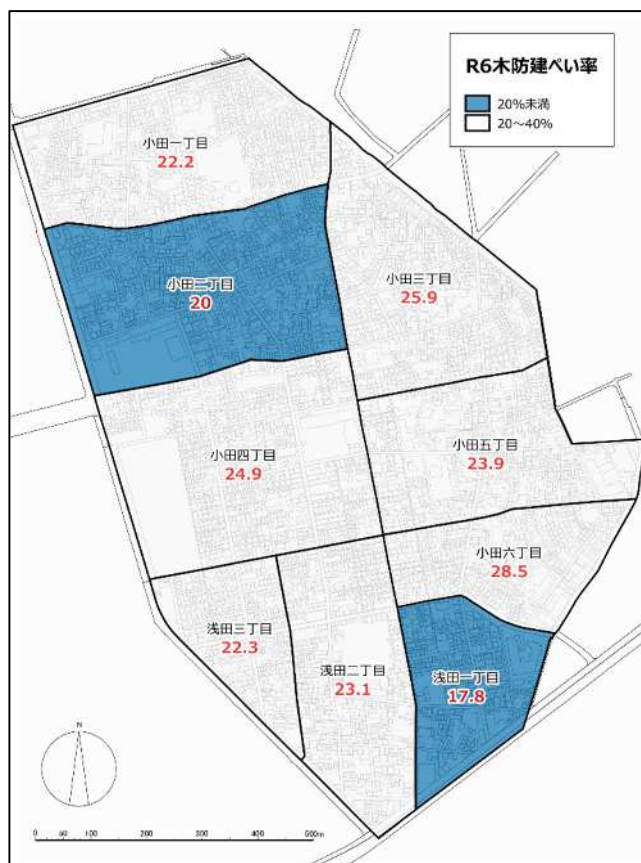 R6木防建ぺい率
20%未満
20～40%
小田一丁目
22.2
小田二丁目
20
小田三丁目
25.9
小田四丁目
24.9
小田五丁目
23.9
小田六丁目
28.5
浅田三丁目
22.3
浅田二丁目
23.1
浅田一丁目
17.8
N
0 50 100 200 300 400 500m